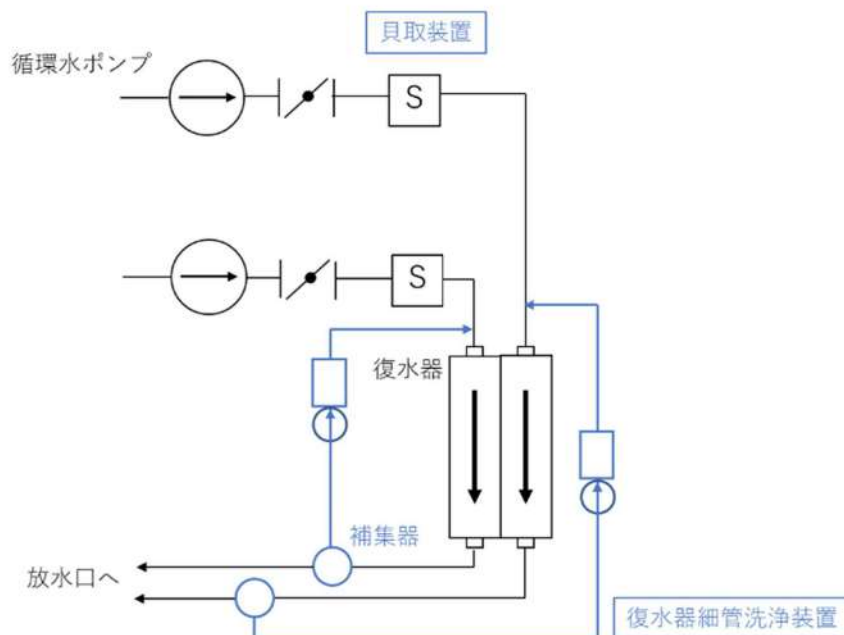 貝取装置
循環水ポンプ
S
S
復水器
補集器
放水口へ
復水器細管洗浄装置